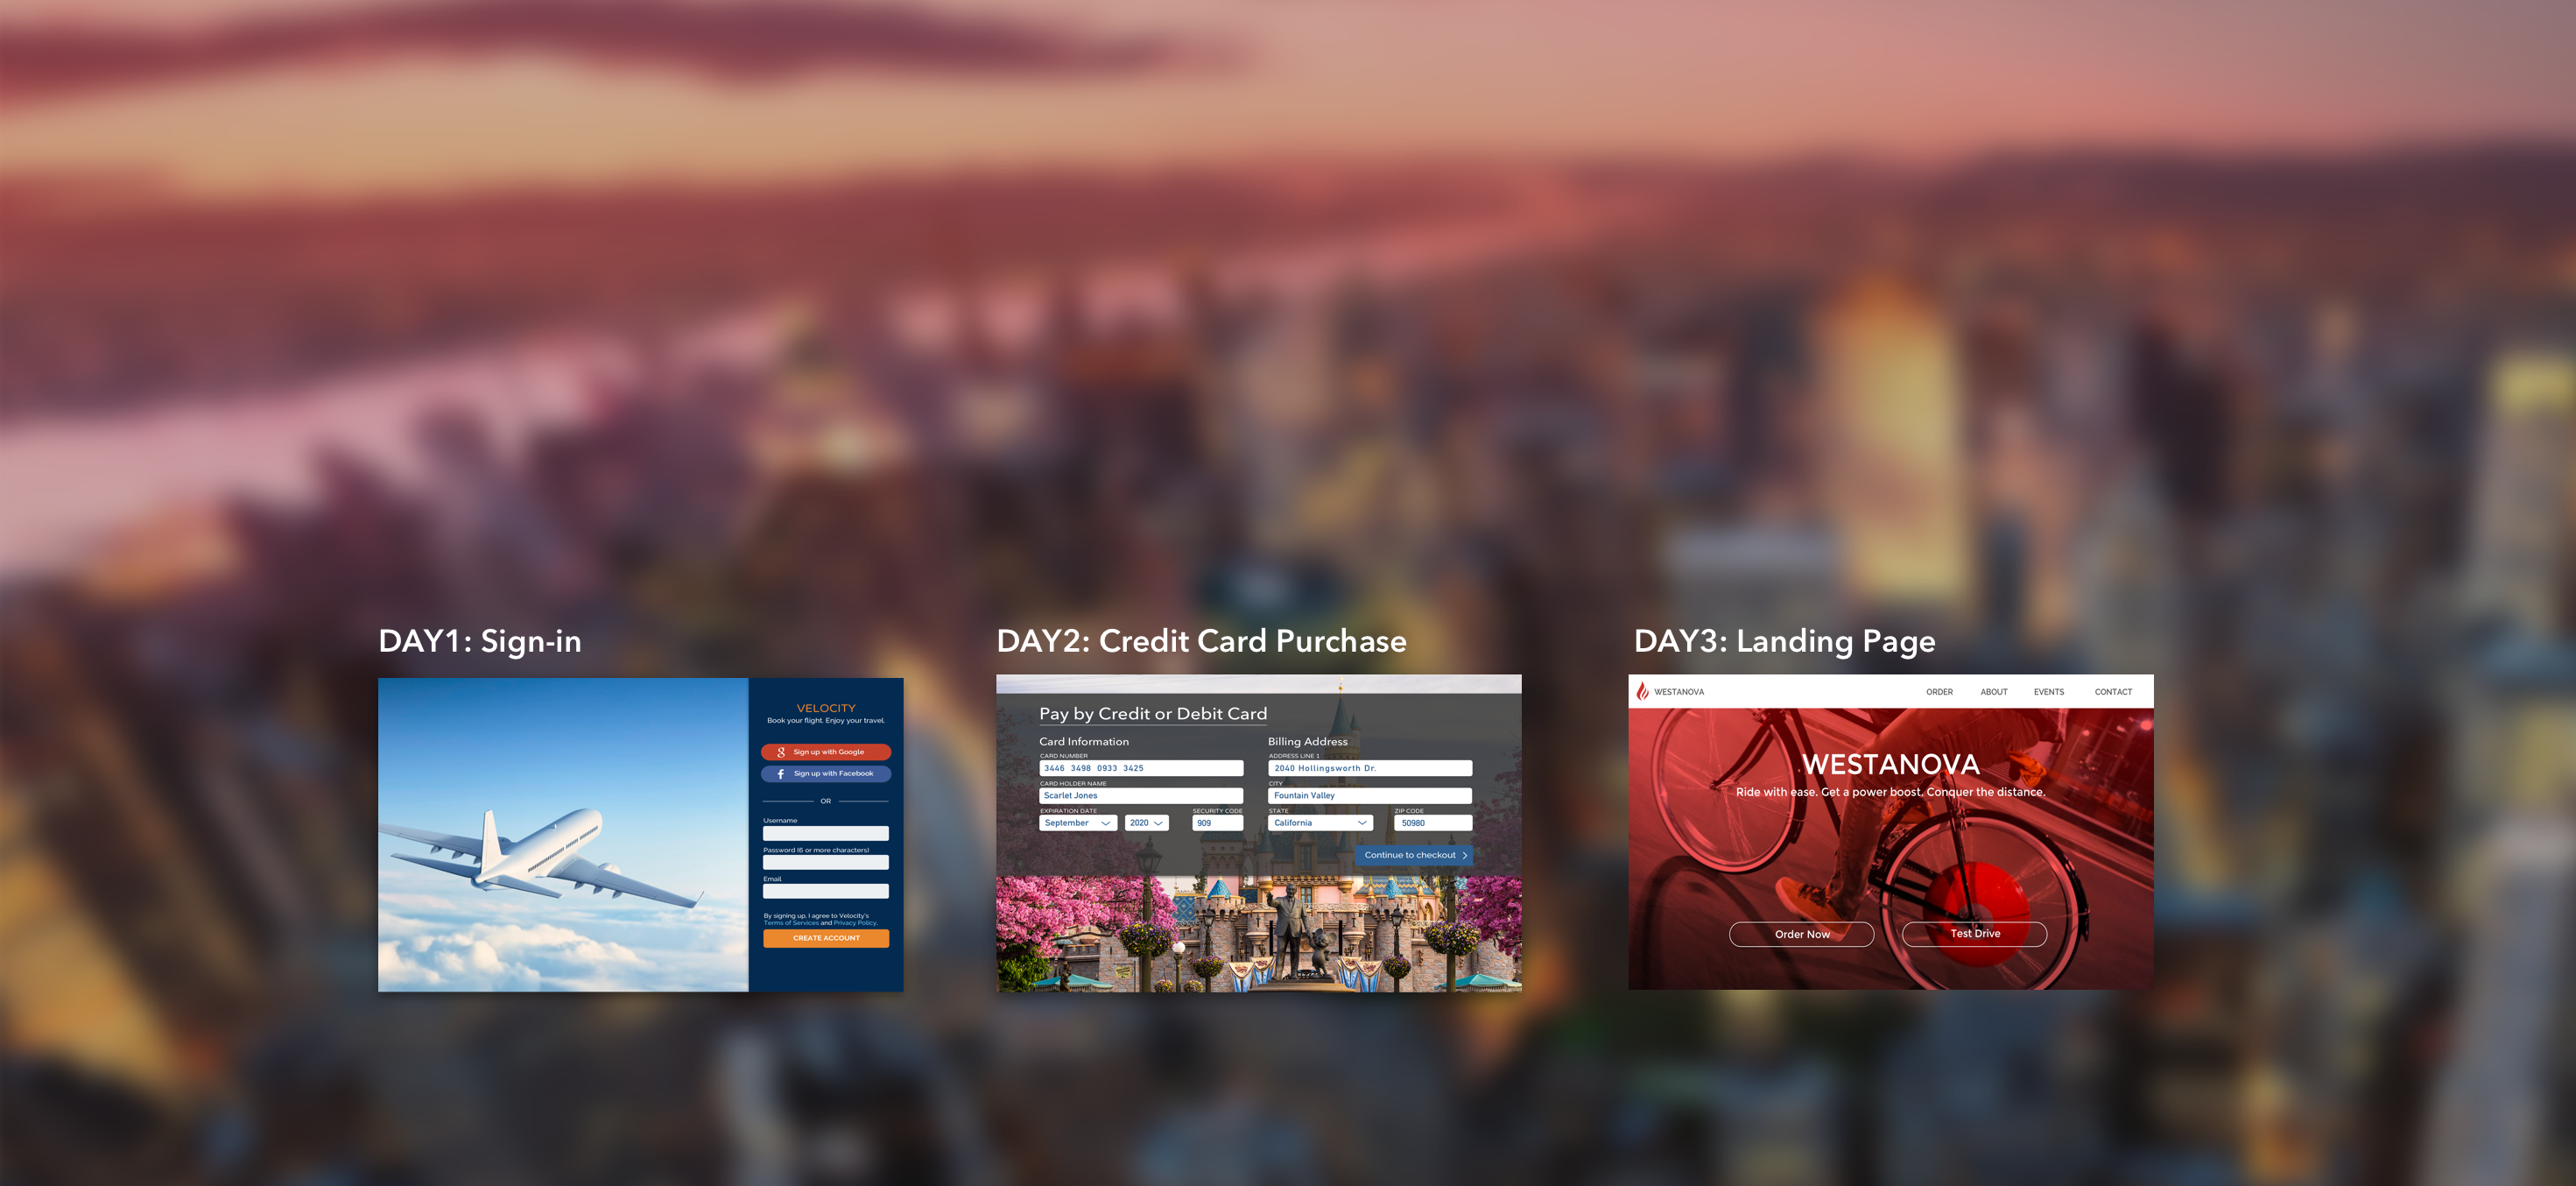 DAY1: Sign-in
VELOCITY
Book your flight. Enjoy your travel.
Sign up with Google
Sign up with Facebook
OR
Username
Password (6 or more characters)
Email
By signing up, I agree to Velocity's
Terms of Services and Privacy Policy.
CREATE ACCOUNT
DAY2: Credit Card Purchase
Pay by Credit or Debit Card
Card Information
CARD NUMBER
3446 3498 0933 3425
CARD HOLDER NAME
Scarlet Jones
EXPIRATION DATE
September
2020
SECURITY CODE
909
Billing Address
ADDRESS LINE 1
2040 Hollingsworth Dr.
CITY
Fountain Valley
STATE
California
ZIP CODE
50980
Continue to checkout
DAY3: Landing Page
WESTANOVA
ORDER ABOUT EVENTS CONTACT
WESTANOVA
Ride with ease. Get a power boost. Conquer the distance.
Order Now
Test Drive